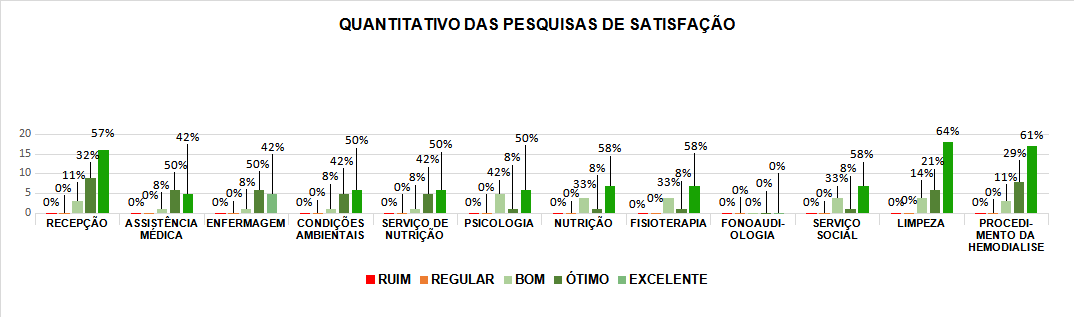 QUANTITATIVO DAS PESQUISAS DE SATISFAÇÃO
20
15
10
5
0
0% 0% 11% 32% 57%
0% 0% 8% 50% 42%
0% 0% 8% 50% 42%
0% 0% 8% 42% 50%
0% 0% 8% 42% 50%
0% 0% 42% 8% 50%
0% 0% 33% 8% 58%
0% 0% 33% 8% 58%
0% 0% 0% 0%
0% 0% 33% 8% 58%
0% 0% 14% 21% 64%
0% 0% 11% 29% 61%
RECEPÇÃO
ASSISTÊNCIA
MÉDICA
ENFERMAGEM
CONDIÇÕES
AMBIENTAIS
SERVIÇO DE
NUTRIÇÃO
PSICOLOGIA
NUTRIÇÃO
FISIOTERAPIA
FONOAUDI-
OLOGIA
SERVIÇO
SOCIAL
LIMPEZA
PROCEDI-
MENTO DA
HEMODIALISE
RUIM REGULAR BOM ÓTIMO EXCELENTE